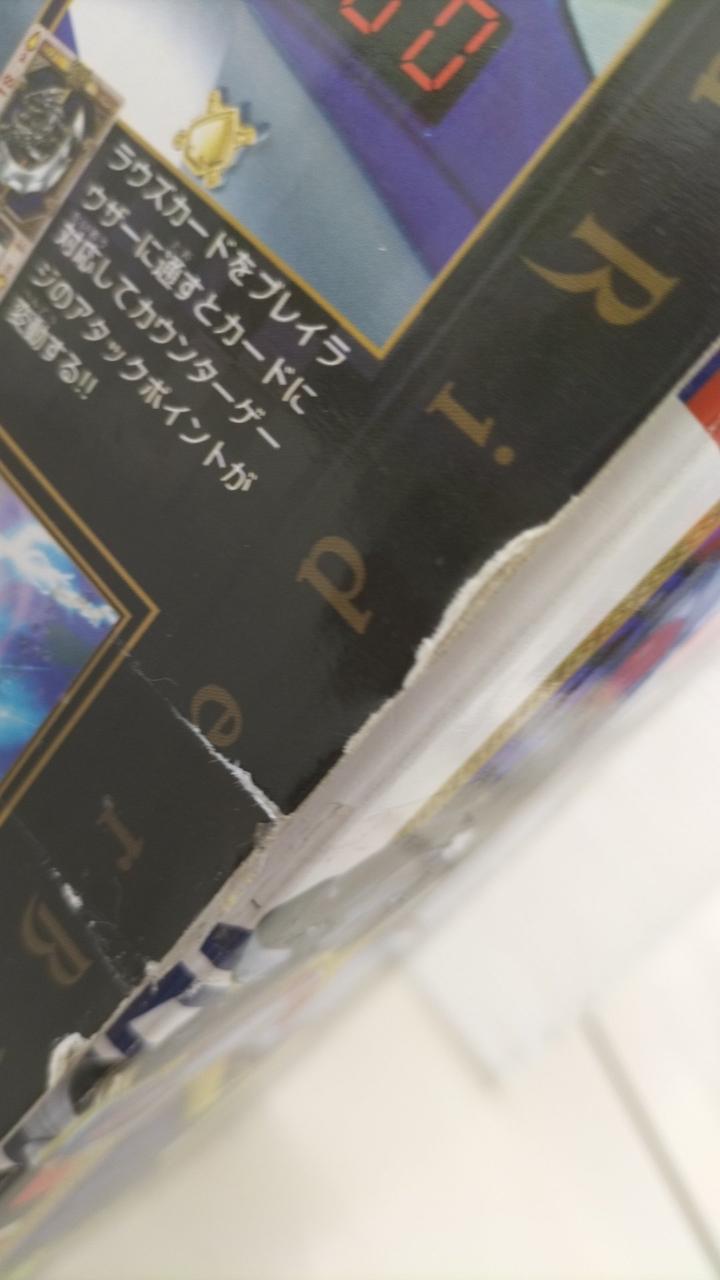 ラウズカードをブレイラ
ウザーに通すとカードに
対応してカウンターゲー
ジのアタックポイントが
変動する!!
Rider B